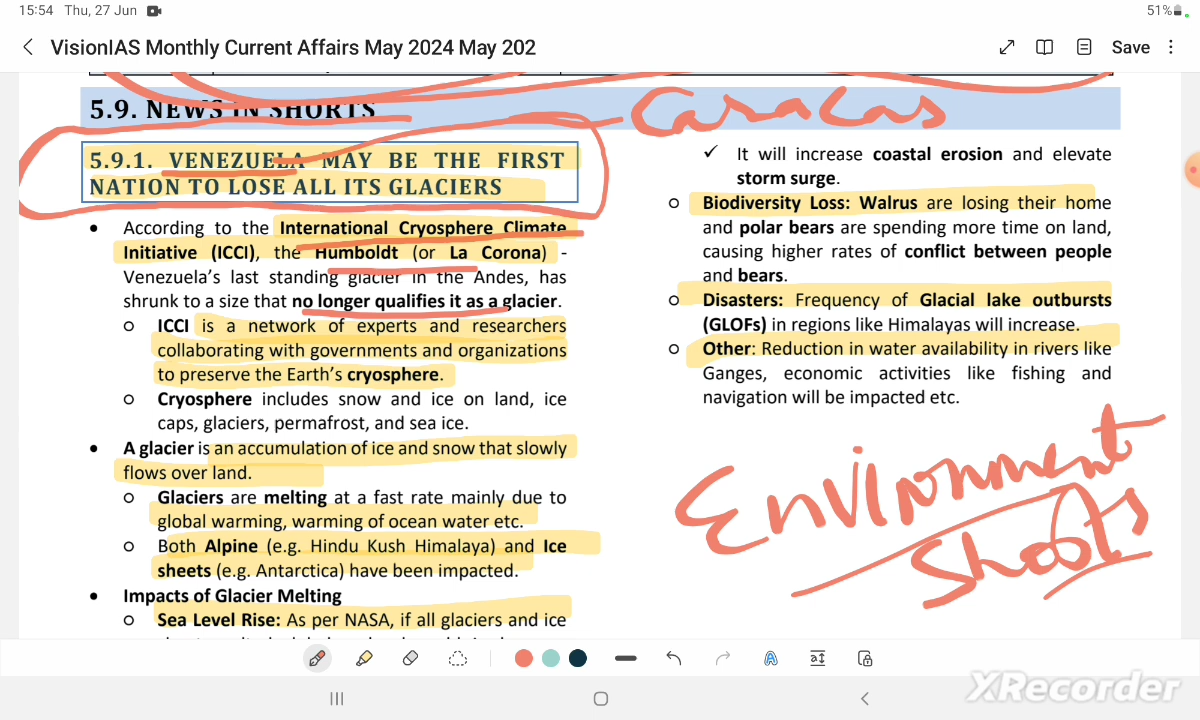 15:54 Thu, 27 Jun
51%
VisionIAS Monthly Current Affairs May 2024 May 202
Save
5.9. NEWS IN SHORTS
Caracas
5.9.1. VENEZUELA MAY BE THE FIRST
NATION TO LOSE ALL ITS GLACIERS
• According to the International Cryosphere Climate
Initiative (ICCI), the Humboldt (or La Corona) -
Venezuela's last standing glacier in the Andes, has
shrunk to a size that no longer qualifies it as a glacier.
o ICCI is a network of experts and researchers
collaborating with governments and organizations
to preserve the Earth's cryosphere.
o Cryosphere includes snow and ice on land, ice
caps, glaciers, permafrost, and sea ice.
• A glacier is an accumulation of ice and snow that slowly
flows over land.
o Glaciers are melting at a fast rate mainly due to
global warming, warming of ocean water etc.
o Both Alpine (e.g. Hindu Kush Himalaya) and Ice
sheets (e.g. Antarctica) have been impacted.
• Impacts of Glacier Melting
o Sea Level Rise: As per NASA, if all glaciers and ice
✓ It will increase coastal erosion and elevate
storm surge.
o Biodiversity Loss: Walrus are losing their home
and polar bears are spending more time on land,
causing higher rates of conflict between people
and bears.
o Disasters: Frequency of Glacial lake outbursts
(GLOFs) in regions like Himalayas will increase.
o Other: Reduction in water availability in rivers like
Ganges, economic activities like fishing and
navigation will be impacted etc.
Environment
Shoots
XRecorder